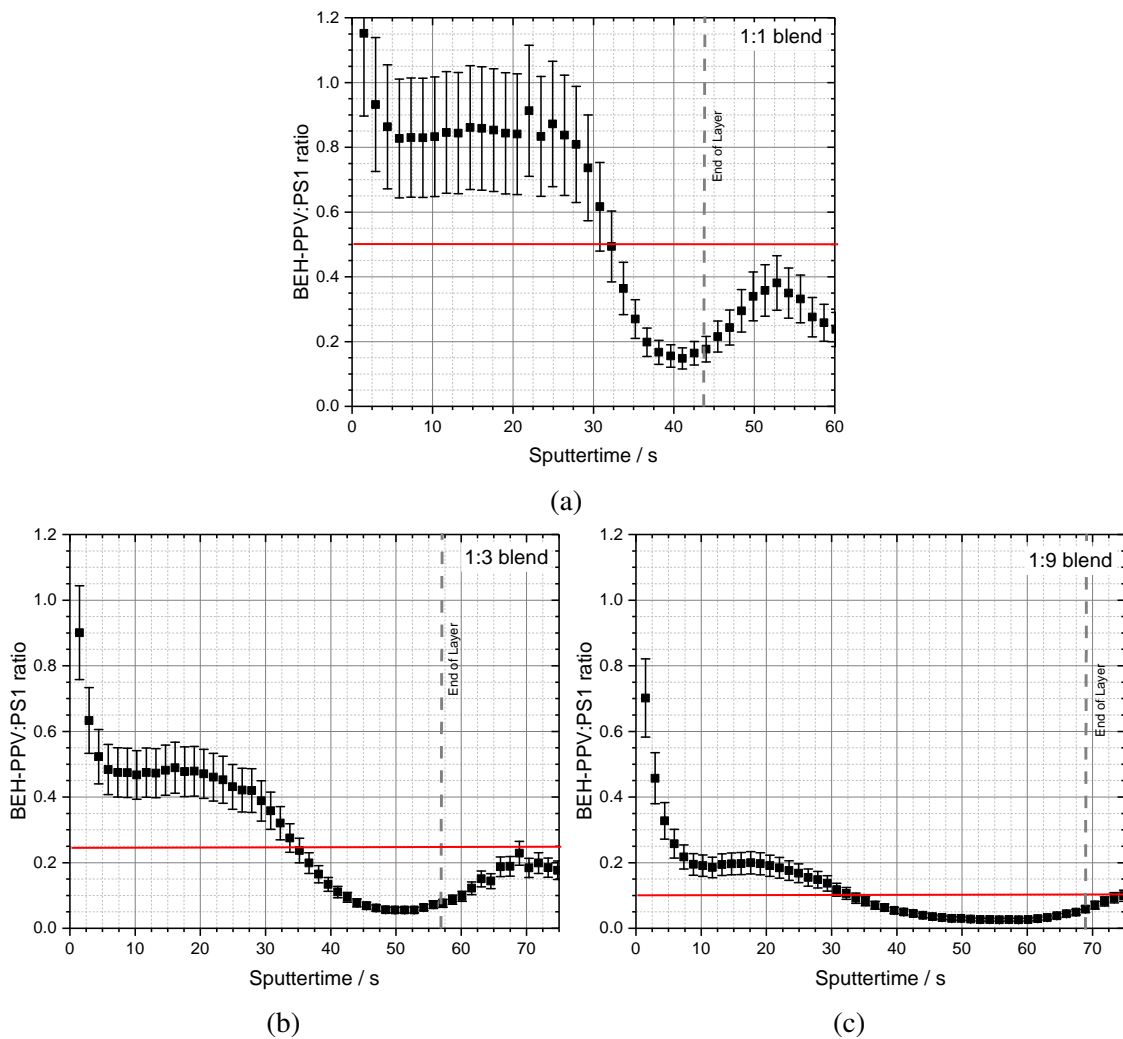 1.2
1.0
0.8
0.6
0.4
0.2
0.0
BEH-PPV:PS1 ratio
1:1 blend
End of Layer
0 10 20 30 40 50 60
Sputtertime / s
(a)
1.2
1.0
0.8
0.6
0.4
0.2
0.0
BEH-PPV:PS1 ratio
1:3 blend
End of Layer
0 10 20 30 40 50 60 70
Sputtertime / s
(b)
1.2
1.0
0.8
0.6
0.4
0.2
0.0
BEH-PPV:PS1 ratio
1:9 blend
End of Layer
0 10 20 30 40 50 60 70
Sputtertime / s
(c)